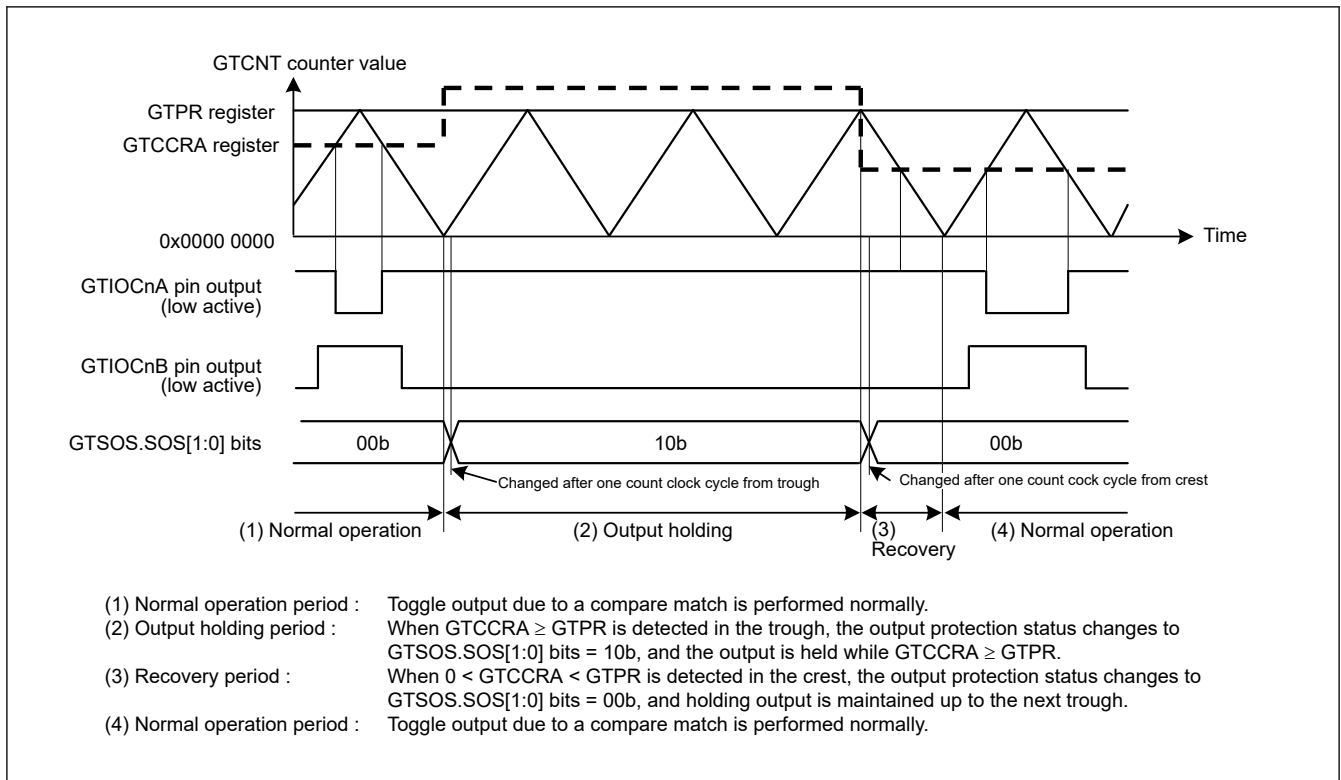 GTCNT counter value
GTPR register
GTCCRA register
0x0000 0000
Time
GTIOCnA pin output
(low active)
GTIOCnB pin output
(low active)
GTSOS.SOS[1:0] bits
00b
10b
00b
Changed after one count clock cycle from trough
Changed after one count cock cycle from crest
(1) Normal operation
(2) Output holding
(3)
Recovery
(4) Normal operation
(1) Normal operation period : Toggle output due to a compare match is performed normally.
(2) Output holding period : When GTCCRA ≥ GTPR is detected in the trough, the output protection status changes to
GTSOS.SOS[1:0] bits = 10b, and the output is held while GTCCRA ≥ GTPR.
(3) Recovery period : When 0 < GTCCRA < GTPR is detected in the crest, the output protection status changes to
GTSOS.SOS[1:0] bits = 00b, and holding output is maintained up to the next trough.
(4) Normal operation period : Toggle output due to a compare match is performed normally.